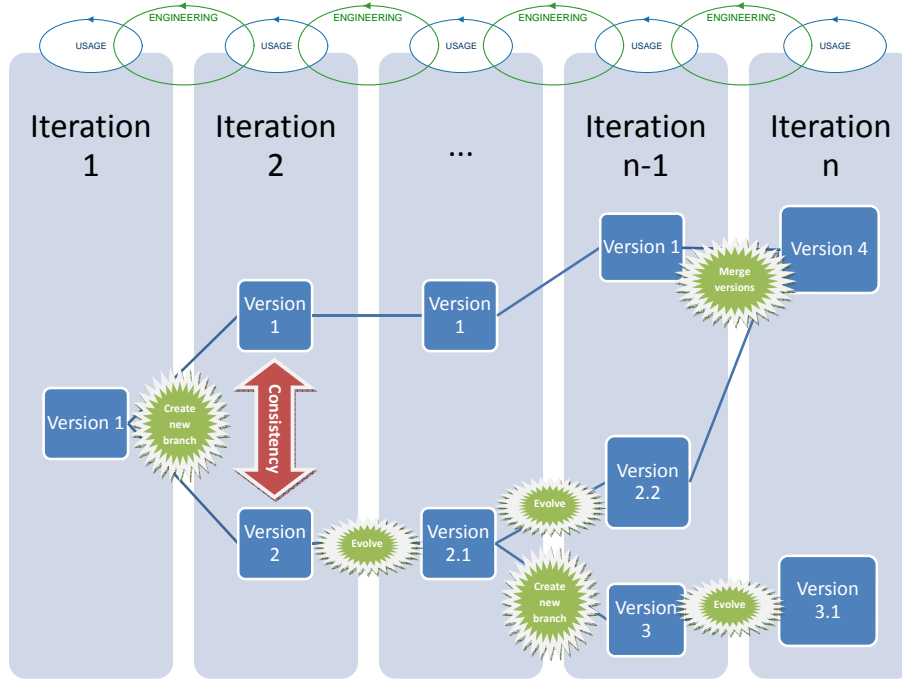 ENGINEERING
ENGINEERING
ENGINEERING
ENGINEERING
USAGE
USAGE
USAGE
USAGE
USAGE
Iteration
1
Iteration
2
...
Iteration
n-1
Iteration
n
Version 1
Version 4
Merge
versions
Version
1
Version
1
Consistency
Version 1
Create
new
branch
Version
2.2
Evolve
Version
2
Evolve
Version
2.1
Create
new
branch
Version
3
Evolve
Version
3.1